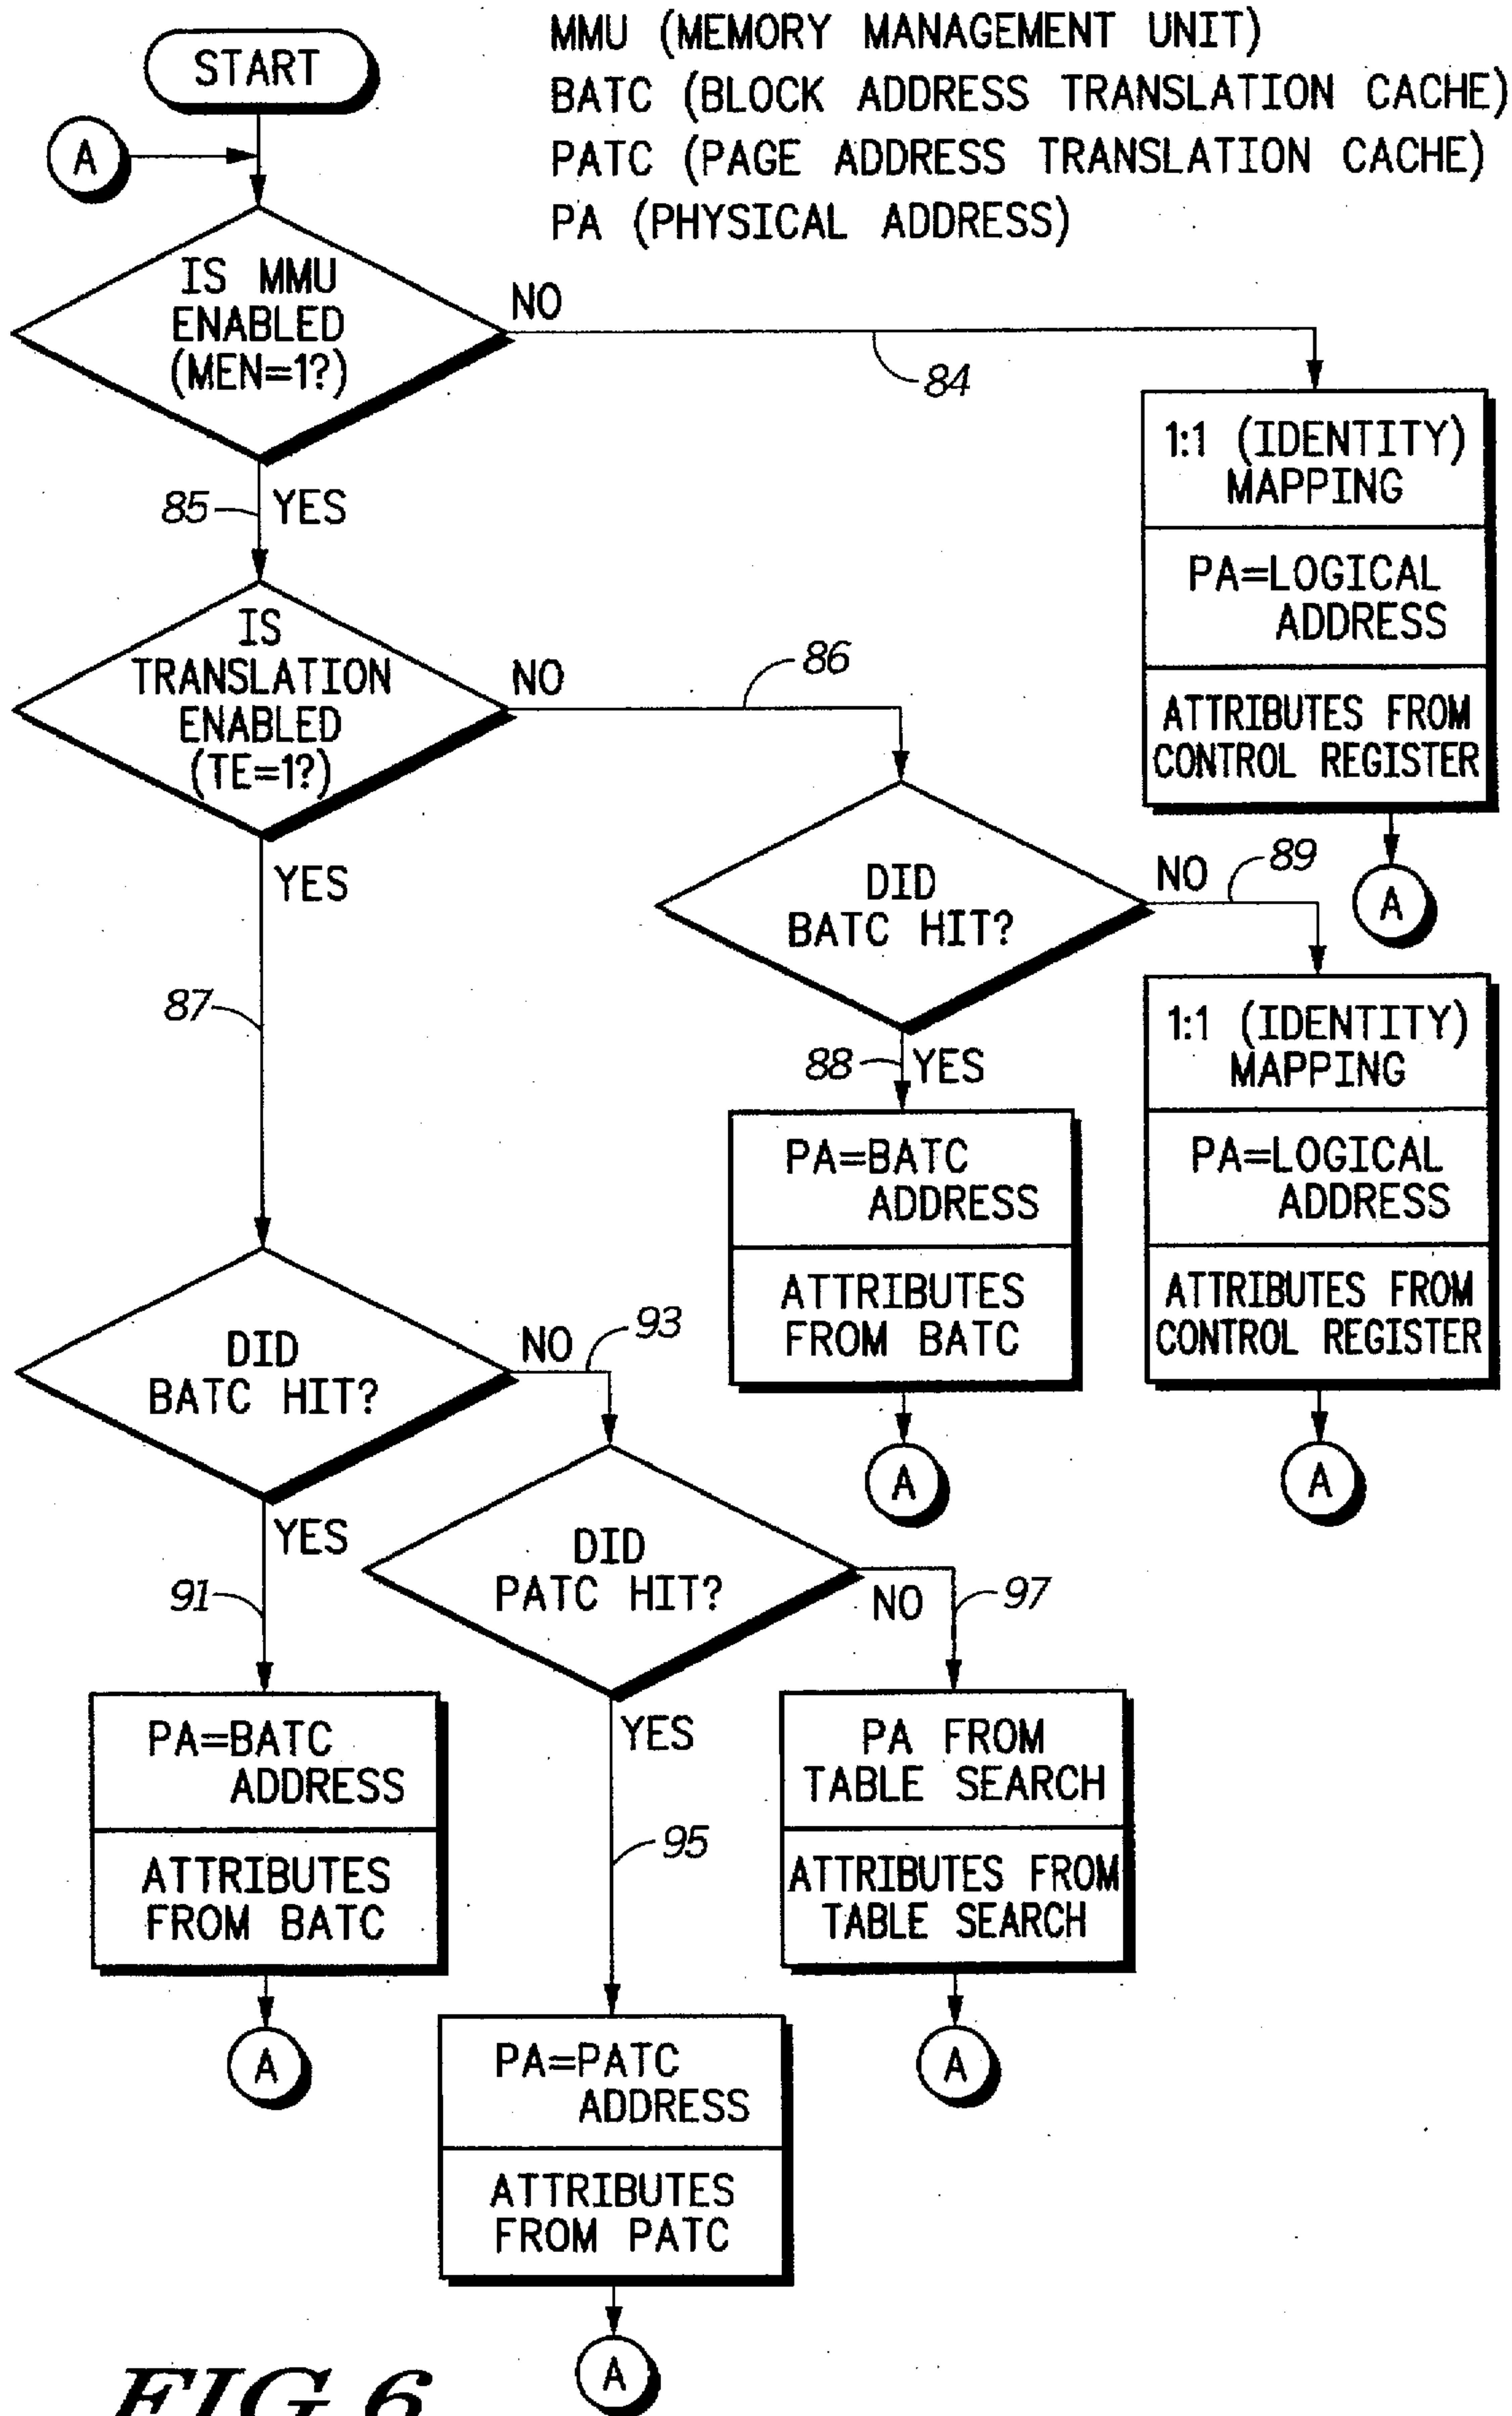 START
MMU (MEMORY MANAGEMENT UNIT)
BATC (BLOCK ADDRESS TRANSLATION CACHE)
PATC (PAGE ADDRESS TRANSLATION CACHE)
PA (PHYSICAL ADDRESS)
A
IS MMU
ENABLED
(MEN=1?)
NO
84
1:1 (IDENTITY)
MAPPING
PA=LOGICAL
ADDRESS
ATTRIBUTES FROM
CONTROL REGISTER
A
85
YES
IS
TRANSLATION
ENABLED
(TE=1?)
NO
86
YES
87
DID
BATC HIT?
NO
89
1:1 (IDENTITY)
MAPPING
PA=LOGICAL
ADDRESS
ATTRIBUTES FROM
CONTROL REGISTER
A
88
YES
PA=BATC
ADDRESS
ATTRIBUTES
FROM BATC
A
DID
BATC HIT?
NO
93
YES
91
DID
PATC HIT?
NO
97
PA=BATC
ADDRESS
ATTRIBUTES
FROM BATC
A
YES
95
PA FROM
TABLE SEARCH
ATTRIBUTES FROM
TABLE SEARCH
A
PA=PATC
ADDRESS
ATTRIBUTES
FROM PATC
A
FIG.6